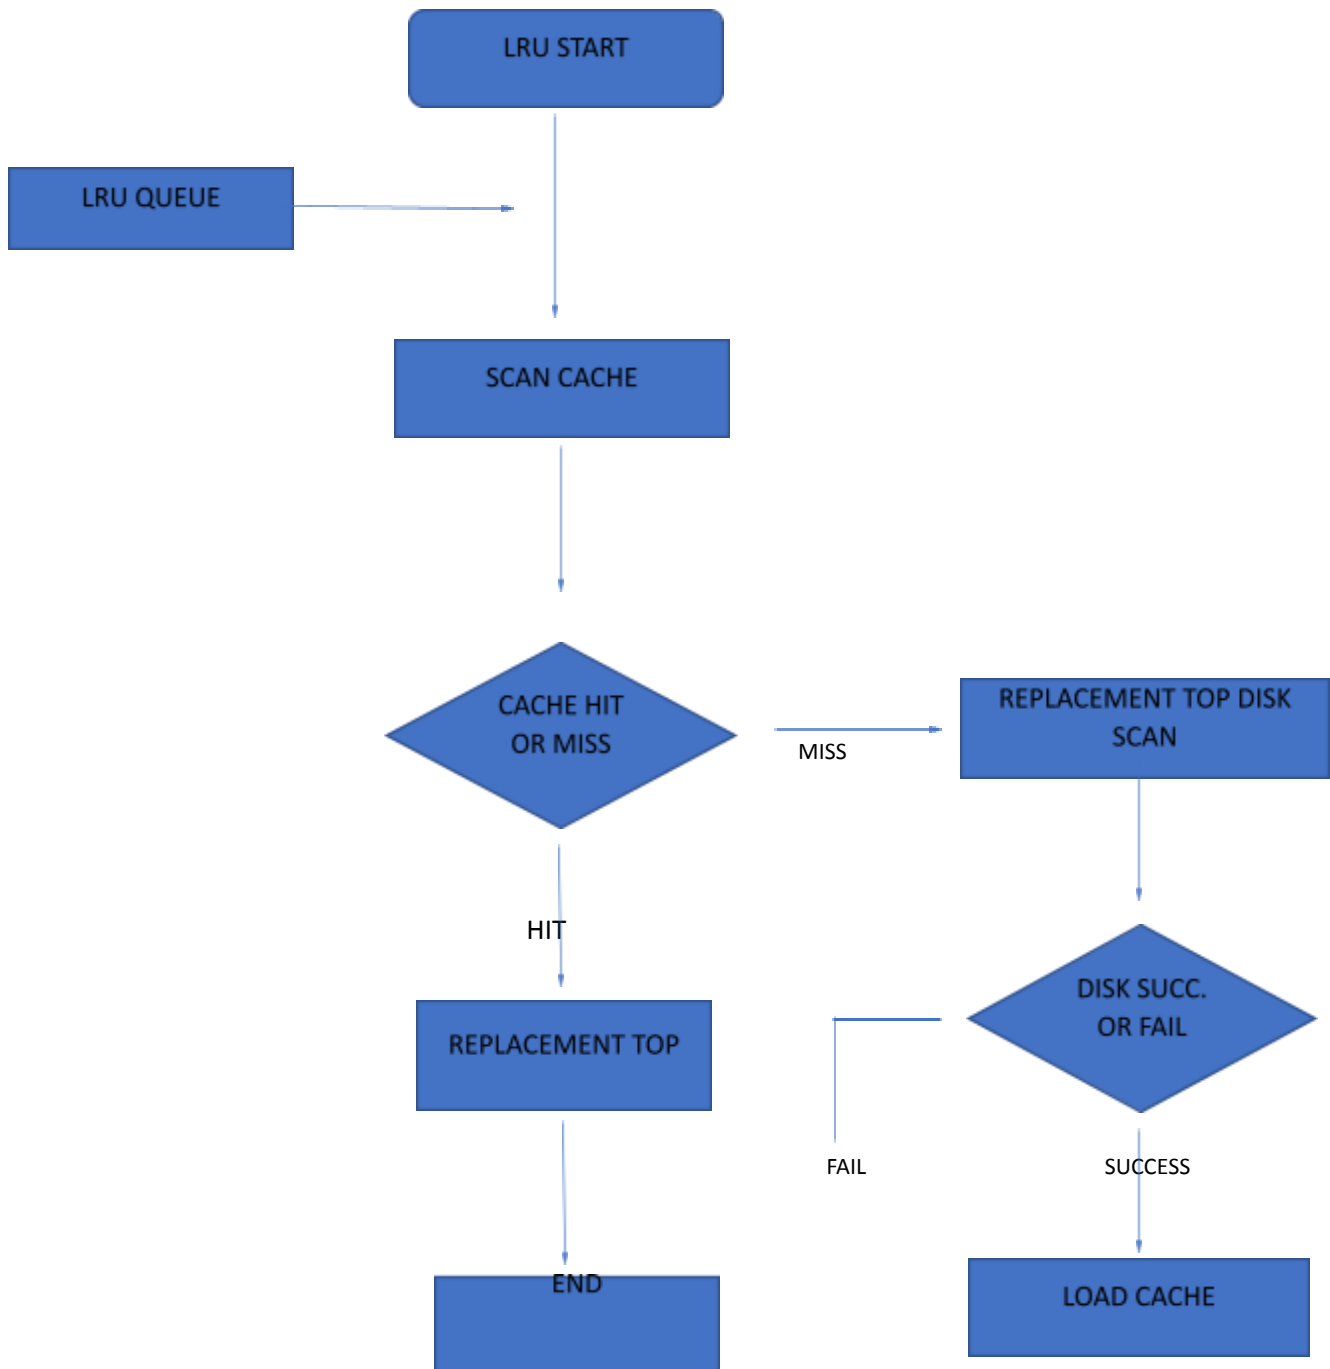 LRU START
LRU QUEUE
SCAN CACHE
CACHE HIT
OR MISS
MISS
REPLACEMENT TOP DISK
SCAN
HIT
DISK SUCC.
OR FAIL
REPLACEMENT TOP
FAIL
SUCCESS
END
LOAD CACHE